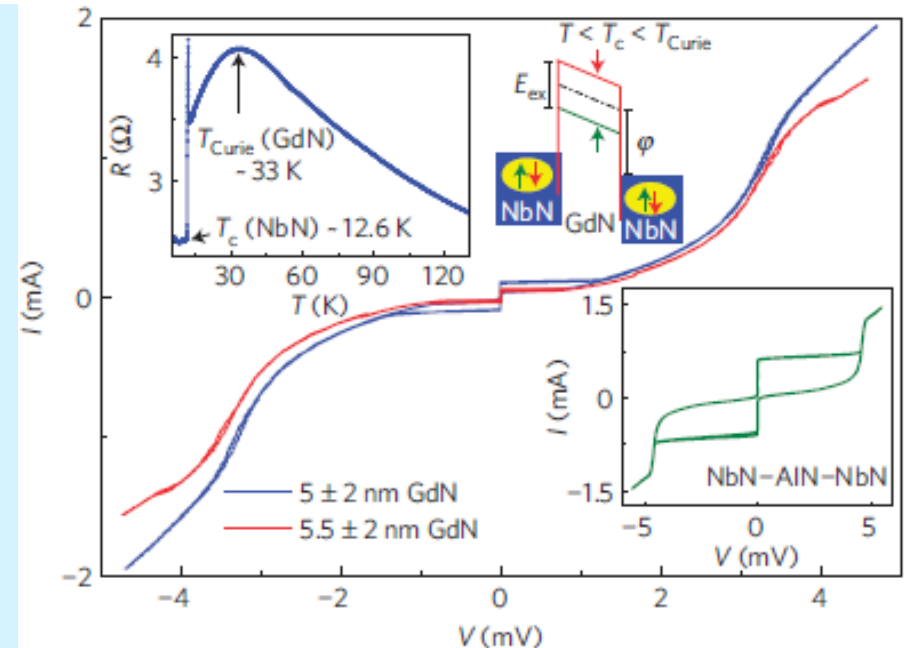 2
0
−2
I (mA)
−4
−2
0
2
4
V (mV)
5 ± 2 nm GdN
5.5 ± 2 nm GdN
4
3
R (Ω)
T_Curie (GdN)
~33 K
T_c (NbN) ~12.6 K
30
60
90
120
T (K)
T < T_c < T_Curie
E_ex
φ
NbN
GdN
NbN
1.5
0
−1.5
I (mA)
NbN−AlN−NbN
−5
0
5
V (mV)